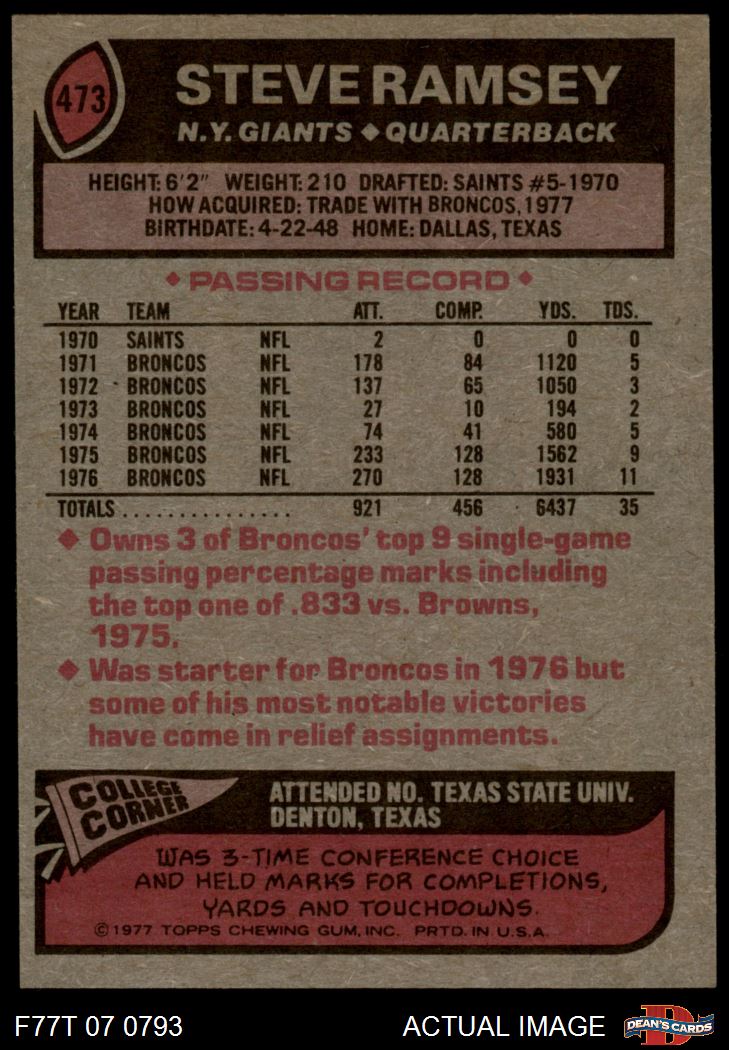 473
STEVE RAMSEY
N.Y. GIANTS ◆ QUARTERBACK
HEIGHT: 6'2" WEIGHT: 210 DRAFTED: SAINTS #5-1970
HOW ACQUIRED: TRADE WITH BRONCOS, 1977
BIRTHDATE: 4-22-48 HOME: DALLAS, TEXAS
◆ PASSING RECORD ◆
YEAR TEAM ATT. COMP. YDS. TDS.
1970 SAINTS NFL 2 0 0 0
1971 BRONCOS NFL 178 84 1120 5
1972 BRONCOS NFL 137 65 1050 3
1973 BRONCOS NFL 27 10 194 2
1974 BRONCOS NFL 74 41 580 5
1975 BRONCOS NFL 233 128 1562 9
1976 BRONCOS NFL 270 128 1931 11
TOTALS ............... 921 456 6437 35
◆ Owns 3 of Broncos' top 9 single-game
passing percentage marks including
the top one of .833 vs. Browns,
1975.
◆ Was starter for Broncos in 1976 but
some of his most notable victories
have come in relief assignments.
COLLEGE
CORNER
ATTENDED NO. TEXAS STATE UNIV.
DENTON, TEXAS
WAS 3-TIME CONFERENCE CHOICE
AND HELD MARKS FOR COMPLETIONS,
YARDS AND TOUCHDOWNS.
©1977 TOPPS CHEWING GUM, INC. PRTD. IN U.S.A.
F77T 07 0793 ACTUAL IMAGE
D
DEAN'S CARDS